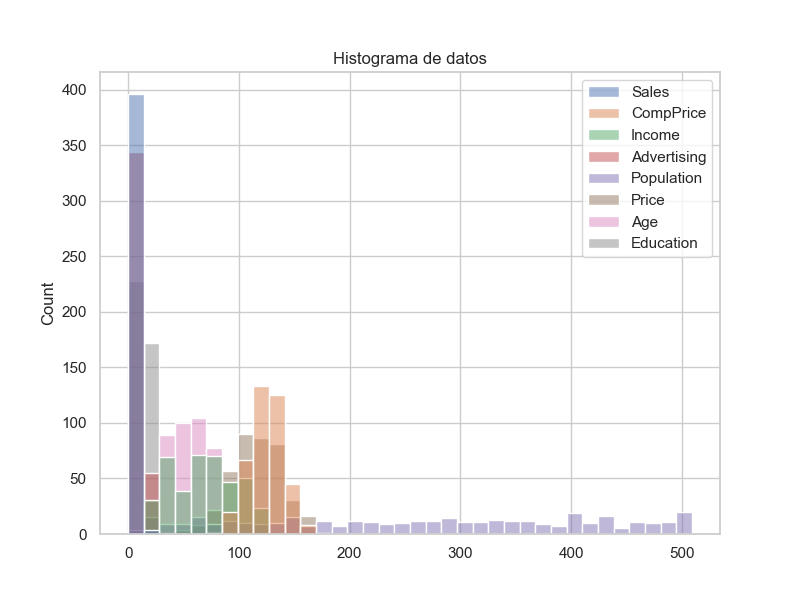 Histograma de datos
Sales
CompPrice
Income
Advertising
Population
Price
Age
Education
Count
400
350
300
250
200
150
100
50
0
0 100 200 300 400 500